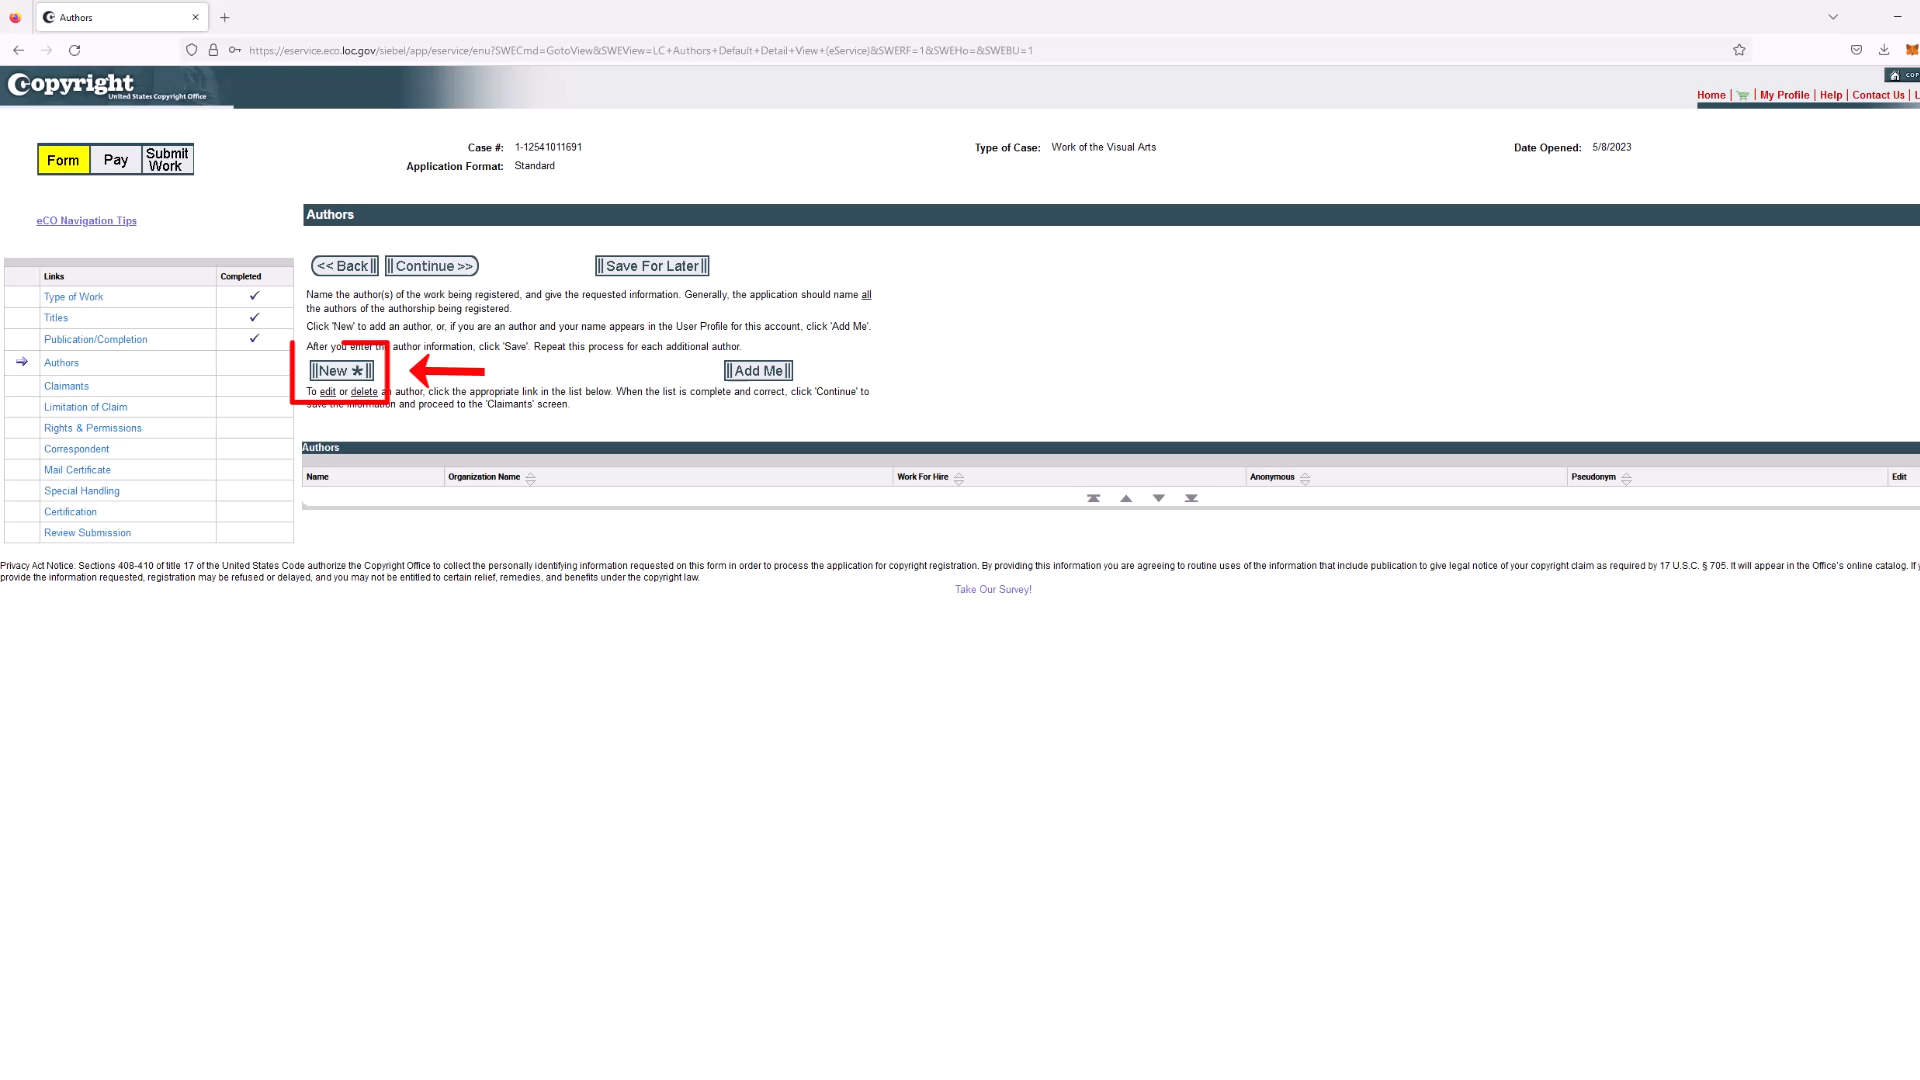 Authors
https://eservice.eco.loc.gov/siebel/app/eservice/enu?SWECmd=GotoView&SWEView=LC+Authors+Default+Detail+View+(eService)&SWERF=1&SWEHo=&SWEBU=1
Copyright
United States Copyright Office
Home | My Profile | Help | Contact Us |
Form Pay Submit Work
Case #: 1-12541011691
Type of Case: Work of the Visual Arts
Date Opened: 5/8/2023
Application Format: Standard
eCO Navigation Tips
Links Completed
Type of Work ✓
Titles ✓
Publication/Completion ✓
Authors
Claimants
Limitation of Claim
Rights & Permissions
Correspondent
Mail Certificate
Special Handling
Certification
Review Submission
Authors
<< Back Continue >> Save For Later
Name the author(s) of the work being registered, and give the requested information. Generally, the application should name all
the authors of the authorship being registered.
Click 'New' to add an author, or, if you are an author and your name appears in the User Profile for this account, click 'Add Me'.
After you enter the author information, click 'Save'. Repeat this process for each additional author.
New * Add Me
To edit or delete an author, click the appropriate link in the list below. When the list is complete and correct, click 'Continue' to
save the information and proceed to the 'Claimants' screen.
Authors
Name Organization Name Work For Hire Anonymous Pseudonym Edit
Privacy Act Notice: Sections 408-410 of title 17 of the United States Code authorize the Copyright Office to collect the personally identifying information requested on this form in order to process the application for copyright registration. By providing this information you are agreeing to routine uses of the information that include publication to give legal notice of your copyright claim as required by 17 U.S.C. § 705. It will appear in the Office's online catalog. If
provide the information requested, registration may be refused or delayed, and you may not be entitled to certain relief, remedies, and benefits under the copyright law.
Take Our Survey!